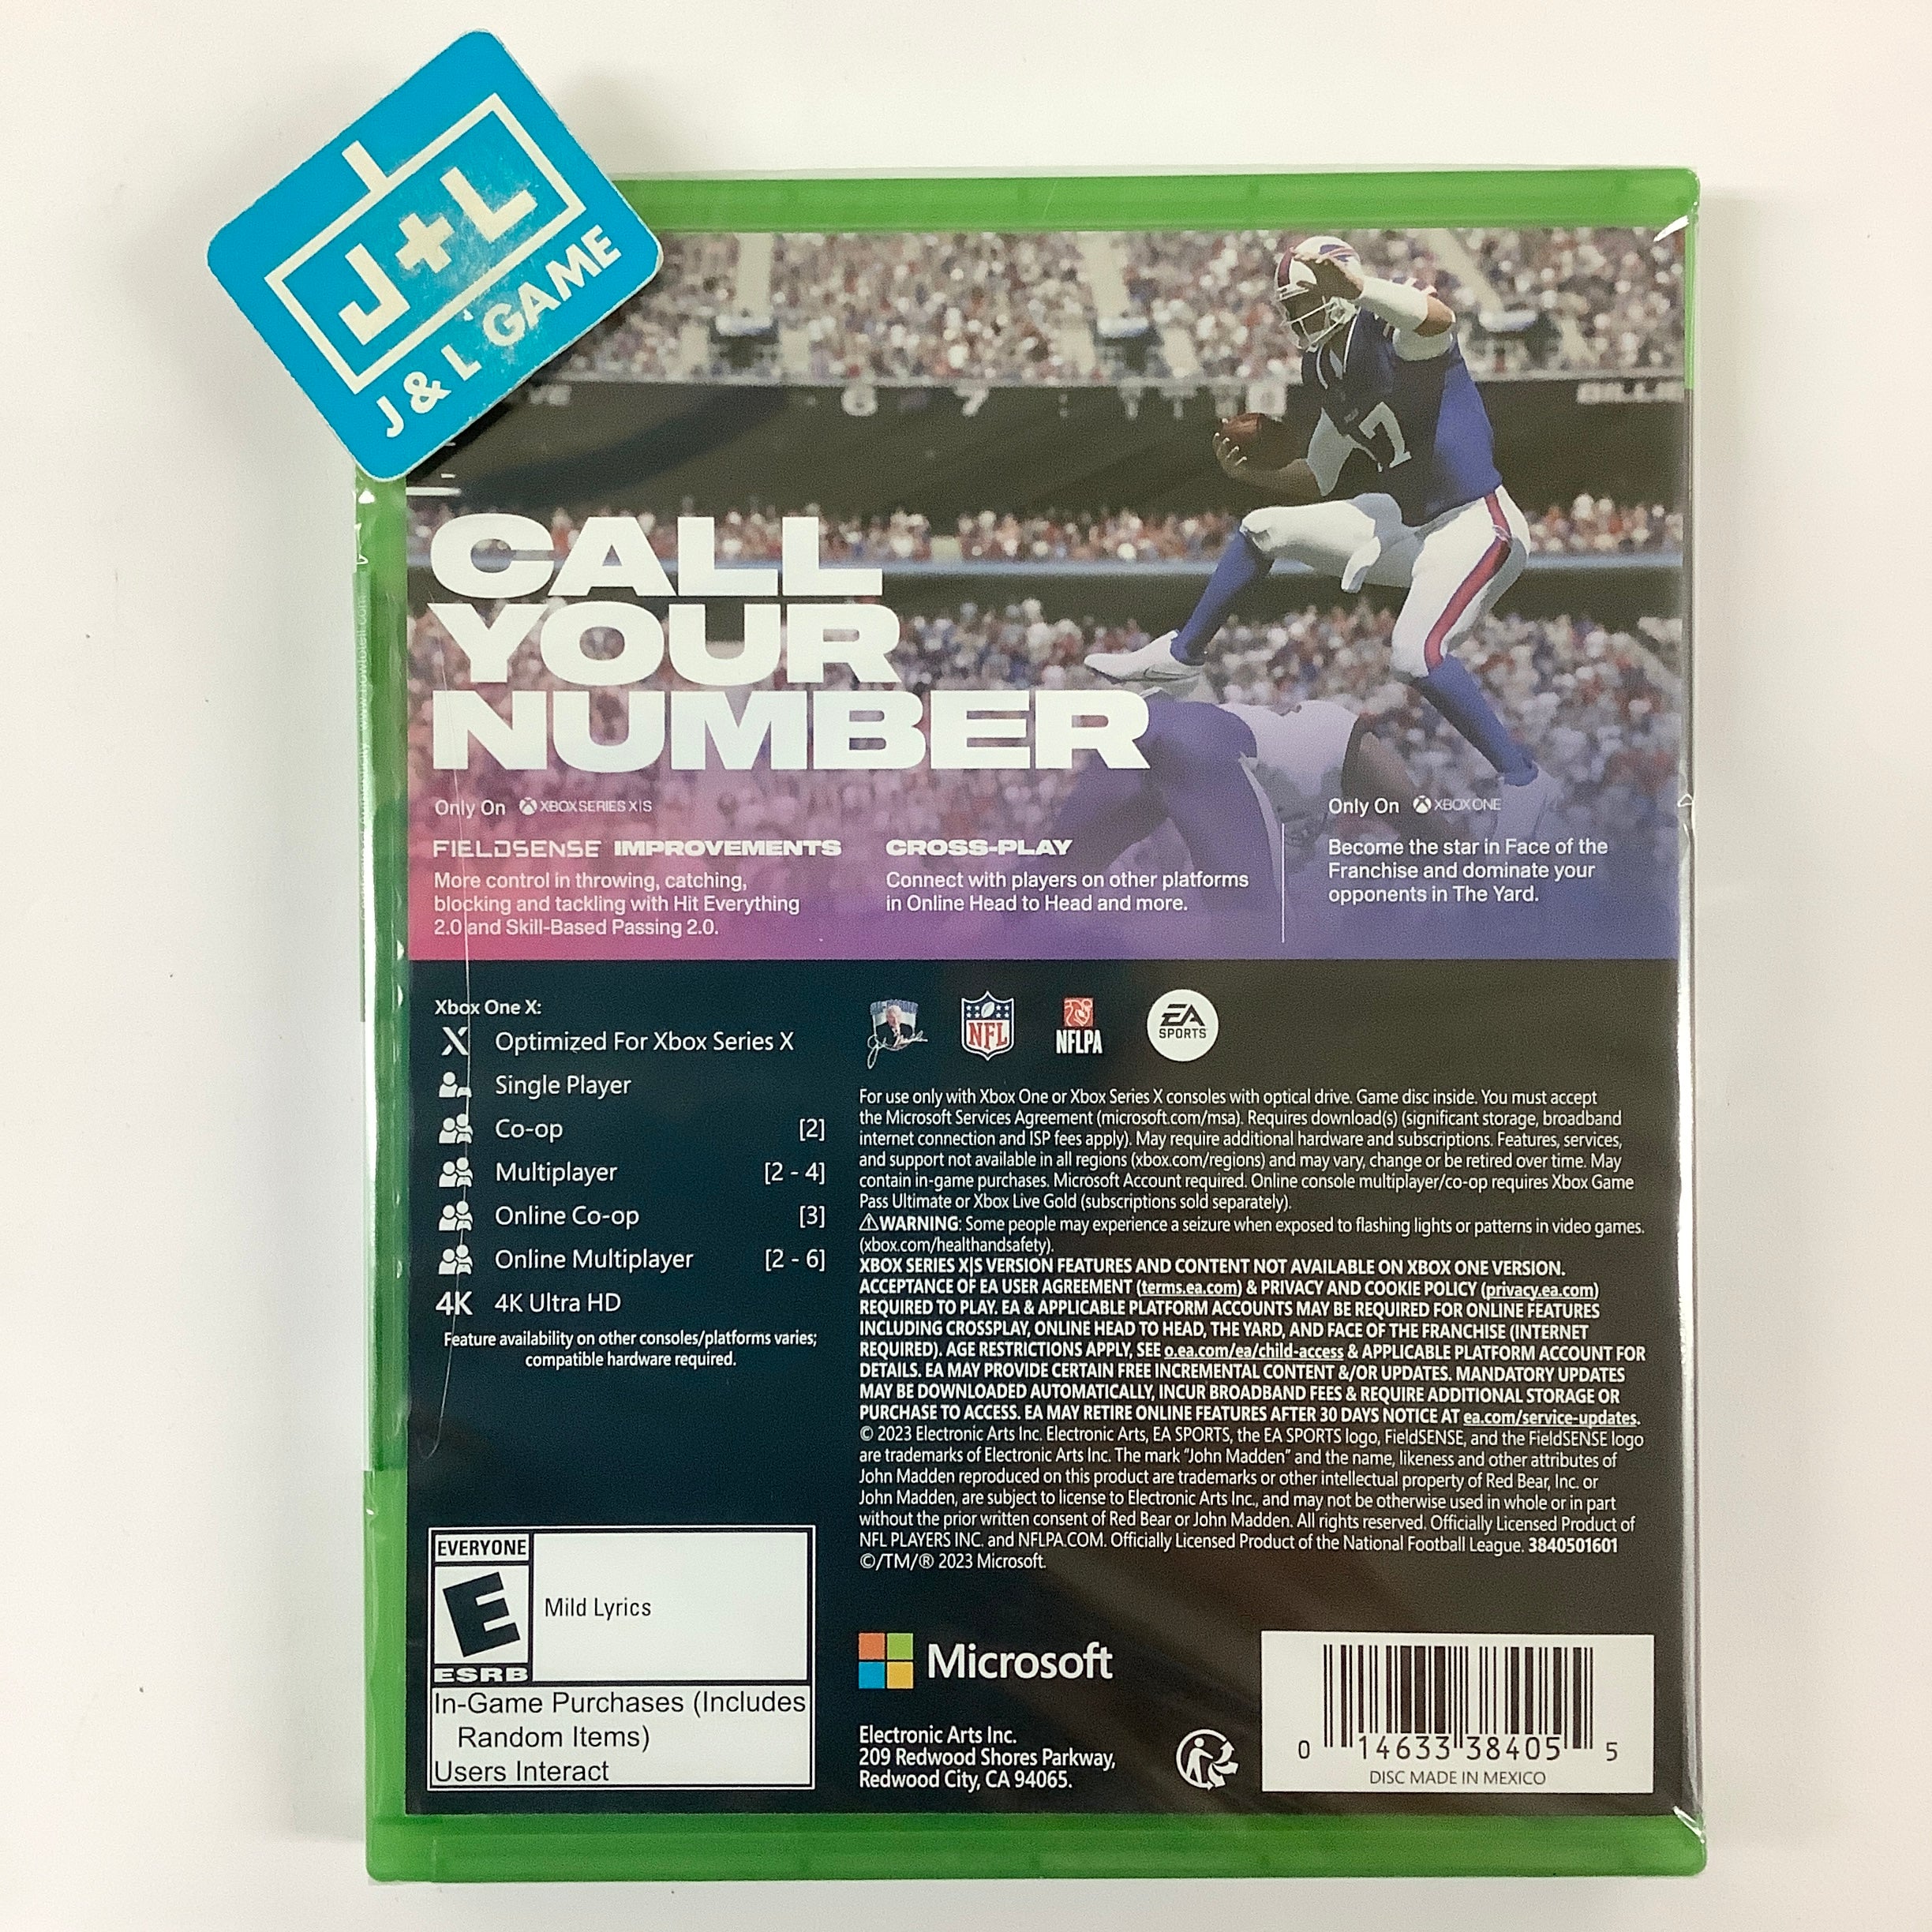 J+L
J & L GAME
6 7
17
CALL
YOUR
NUMBER
Only On XBOX SERIES X|S
FIELDSENSE IMPROVEMENTS
More control in throwing, catching,
blocking and tackling with Hit Everything
2.0 and Skill-Based Passing 2.0.
CROSS-PLAY
Connect with players on other platforms
in Online Head to Head and more.
Only On XBOX ONE
Become the star in Face of the
Franchise and dominate your
opponents in The Yard.
Xbox One X:
X Optimized For Xbox Series X
Single Player
Co-op [2]
Multiplayer [2 - 4]
Online Co-op [3]
Online Multiplayer [2 - 6]
4K 4K Ultra HD
Feature availability on other consoles/platforms varies;
compatible hardware required.
NFL
NFLPA
EA
SPORTS
For use only with Xbox One or Xbox Series X consoles with optical drive. Game disc inside. You must accept
the Microsoft Services Agreement (microsoft.com/msa). Requires download(s) (significant storage, broadband
internet connection and ISP fees apply). May require additional hardware and subscriptions. Features, services,
and support not available in all regions (xbox.com/regions) and may vary, change or be retired over time. May
contain in-game purchases. Microsoft Account required. Online console multiplayer/co-op requires Xbox Game
Pass Ultimate or Xbox Live Gold (subscriptions sold separately).
⚠WARNING: Some people may experience a seizure when exposed to flashing lights or patterns in video games.
(xbox.com/healthandsafety).
XBOX SERIES X|S VERSION FEATURES AND CONTENT NOT AVAILABLE ON XBOX ONE VERSION.
ACCEPTANCE OF EA USER AGREEMENT (terms.ea.com) & PRIVACY AND COOKIE POLICY (privacy.ea.com)
REQUIRED TO PLAY. EA & APPLICABLE PLATFORM ACCOUNTS MAY BE REQUIRED FOR ONLINE FEATURES
INCLUDING CROSSPLAY, ONLINE HEAD TO HEAD, THE YARD, AND FACE OF THE FRANCHISE (INTERNET
REQUIRED). AGE RESTRICTIONS APPLY, SEE o.ea.com/ea/child-access & APPLICABLE PLATFORM ACCOUNT FOR
DETAILS. EA MAY PROVIDE CERTAIN FREE INCREMENTAL CONTENT &/OR UPDATES. MANDATORY UPDATES
MAY BE DOWNLOADED AUTOMATICALLY, INCUR BROADBAND FEES & REQUIRE ADDITIONAL STORAGE OR
PURCHASE TO ACCESS. EA MAY RETIRE ONLINE FEATURES AFTER 30 DAYS NOTICE AT ea.com/service-updates.
© 2023 Electronic Arts Inc. Electronic Arts, EA SPORTS, the EA SPORTS logo, FieldSENSE, and the FieldSENSE logo
are trademarks of Electronic Arts Inc. The mark "John Madden" and the name, likeness and other attributes of
John Madden reproduced on this product are trademarks or other intellectual property of Red Bear, Inc. or
John Madden, are subject to license to Electronic Arts Inc., and may not be otherwise used in whole or in part
without the prior written consent of Red Bear or John Madden. All rights reserved. Officially Licensed Product of
NFL PLAYERS INC. and NFLPA.COM. Officially Licensed Product of the National Football League. 3840501601
©/TM/® 2023 Microsoft.
EVERYONE
E
ESRB
Mild Lyrics
In-Game Purchases (Includes
Random Items)
Users Interact
Microsoft
Electronic Arts Inc.
209 Redwood Shores Parkway,
Redwood City, CA 94065.
0 14633 38405 5
DISC MADE IN MEXICO